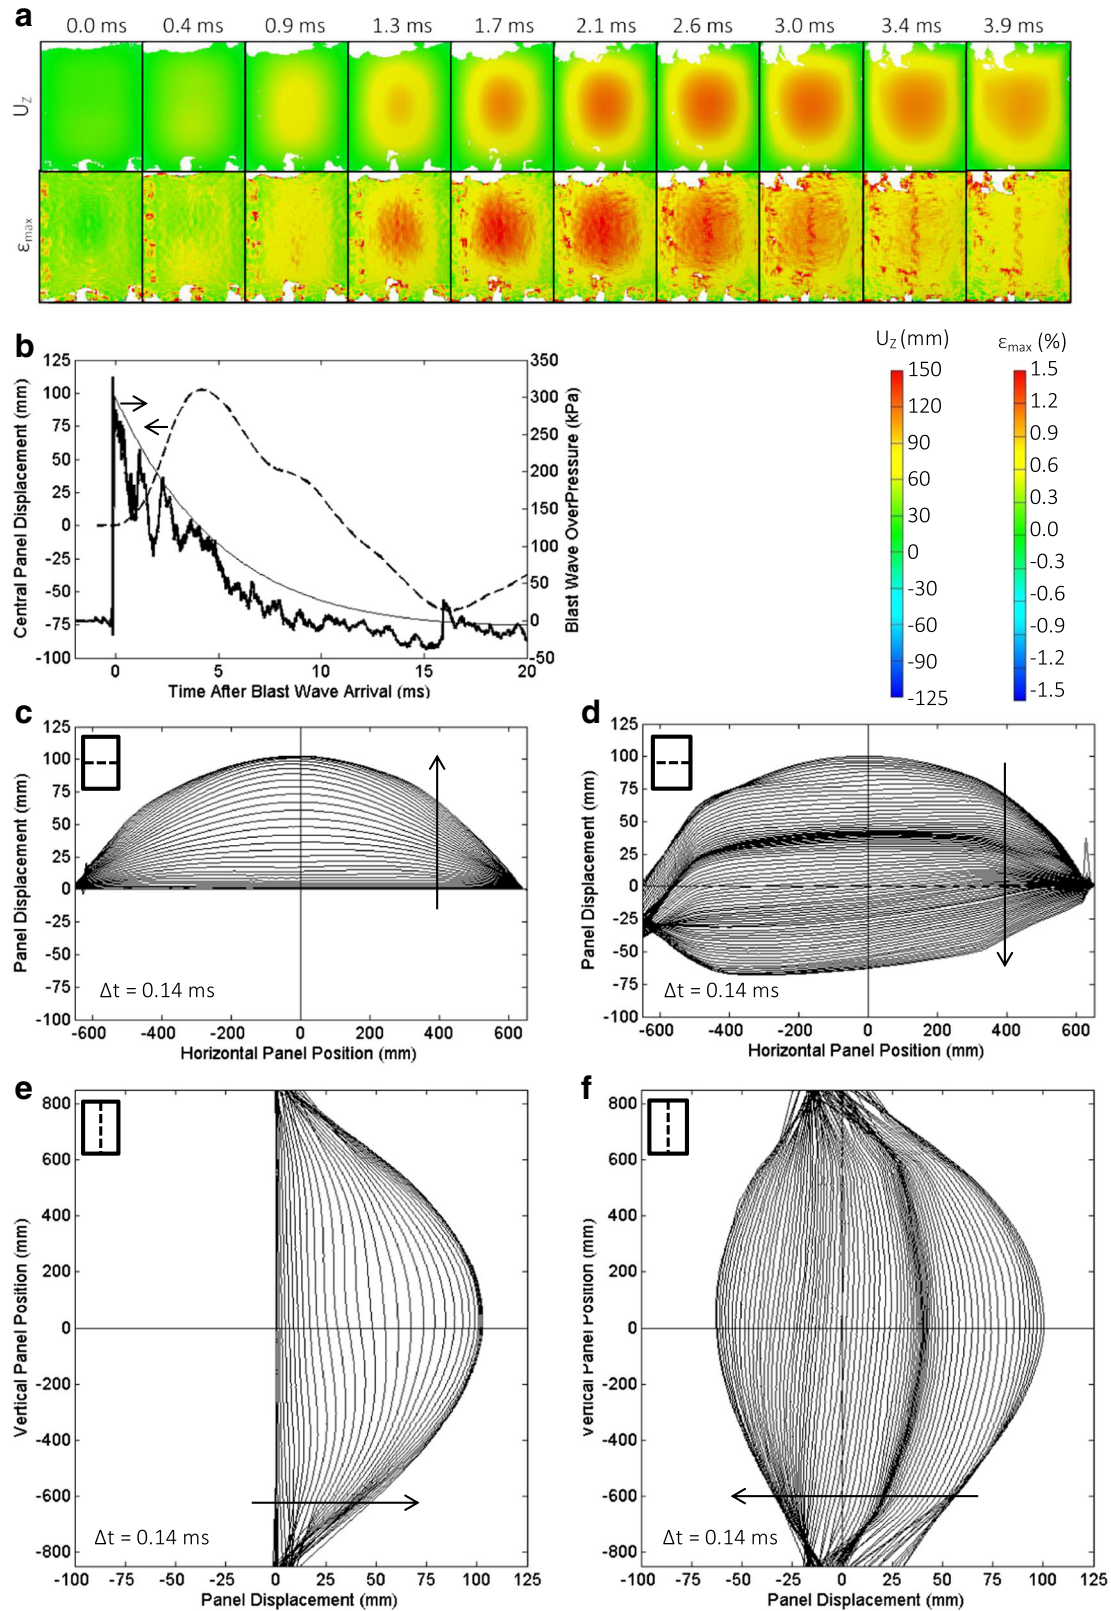 a
0.0 ms 0.4 ms 0.9 ms 1.3 ms 1.7 ms 2.1 ms 2.6 ms 3.0 ms 3.4 ms 3.9 ms
U_Z
ε_max
b
125
100
75
50
25
0
-25
-50
-75
-100
Central Panel Displacement (mm)
350
300
250
200
150
100
50
0
-50
Blast Wave OverPressure (kPa)
0 5 10 15 20
Time After Blast Wave Arrival (ms)
U_Z (mm)
150
120
90
60
30
0
-30
-60
-90
-125
ε_max (%)
1.5
1.2
0.9
0.6
0.3
0.0
-0.3
-0.6
-0.9
-1.2
-1.5
c
125
100
75
50
25
0
-25
-50
-75
-100
Panel Displacement (mm)
Δt = 0.14 ms
-600 -400 -200 0 200 400 600
Horizontal Panel Position (mm)
d
125
100
75
50
25
0
-25
-50
-75
-100
Panel Displacement (mm)
Δt = 0.14 ms
-600 -400 -200 0 200 400 600
Horizontal Panel Position (mm)
e
800
600
400
200
0
-200
-400
-600
-800
Vertical Panel Position (mm)
Δt = 0.14 ms
-100 -75 -50 -25 0 25 50 75 100 125
Panel Displacement (mm)
f
800
600
400
200
0
-200
-400
-600
-800
Vertical Panel Position (mm)
Δt = 0.14 ms
-100 -75 -50 -25 0 25 50 75 100 125
Panel Displacement (mm)